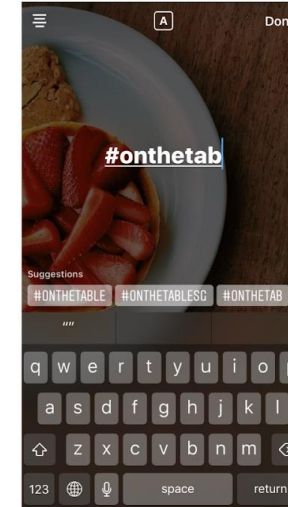 A Don
#onthetab
Suggestions
#ONTHETABLE #ONTHETABLESG #ONTHETAB
""
q w e r t y u i o p
a s d f g h j k l
z x c v b n m
123 space return